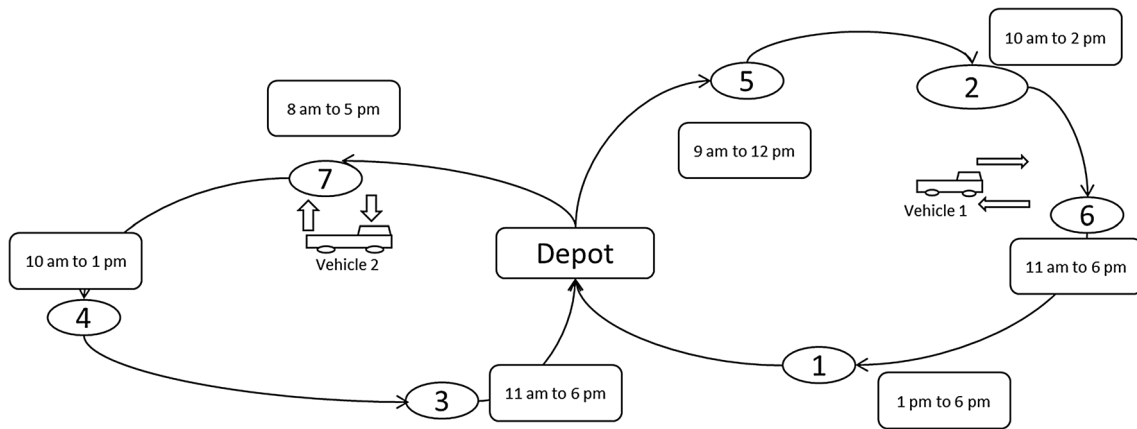 10 am to 2 pm
5
2
8 am to 5 pm
9 am to 12 pm
7
Vehicle 1
6
Vehicle 2
Depot
10 am to 1 pm
11 am to 6 pm
4
1
3
11 am to 6 pm
1 pm to 6 pm